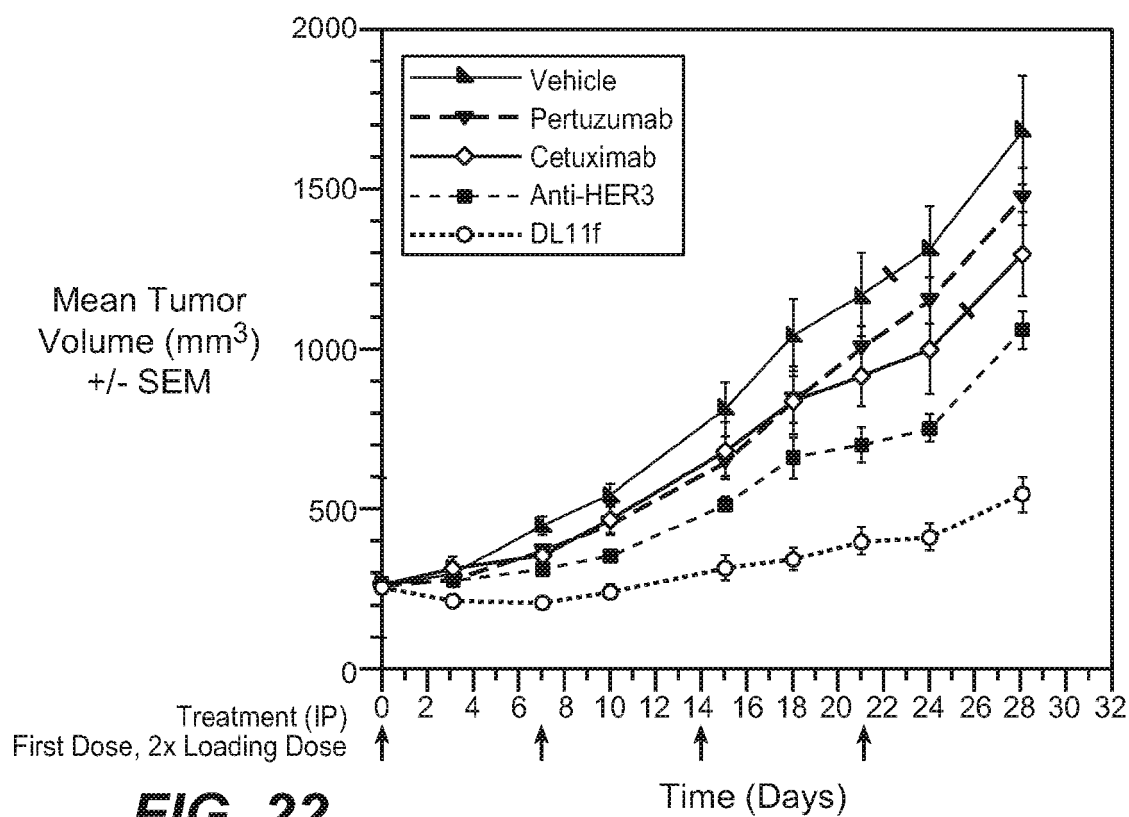 2000
1500
1000
500
0
Vehicle
Pertuzumab
Cetuximab
Anti-HER3
DL11f
Mean Tumor
Volume (mm³)
+/- SEM
0 2 4 6 8 10 12 14 16 18 20 22 24 26 28 30 32
Treatment (IP)
First Dose, 2x Loading Dose
Time (Days)
FIG. 22